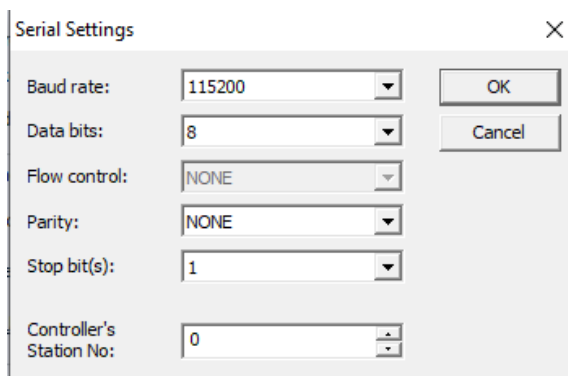 Serial Settings
Baud rate: 115200 OK
Data bits: 8 Cancel
Flow control: NONE
Parity: NONE
Stop bit(s): 1
Controller's
Station No: 0